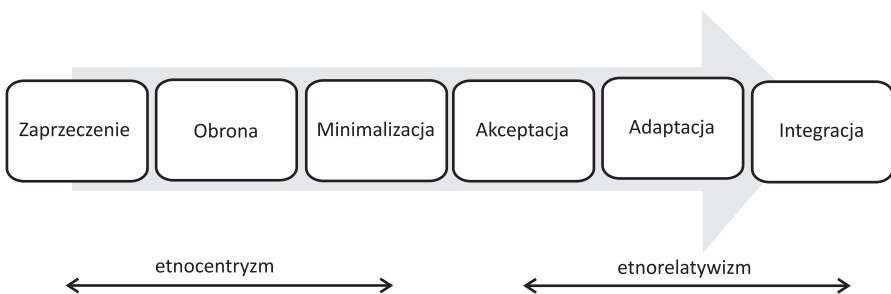 Zaprzeczenie Obrona Minimalizacja Akceptacja Adaptacja Integracja
etnocentryzm etnorelatywizm